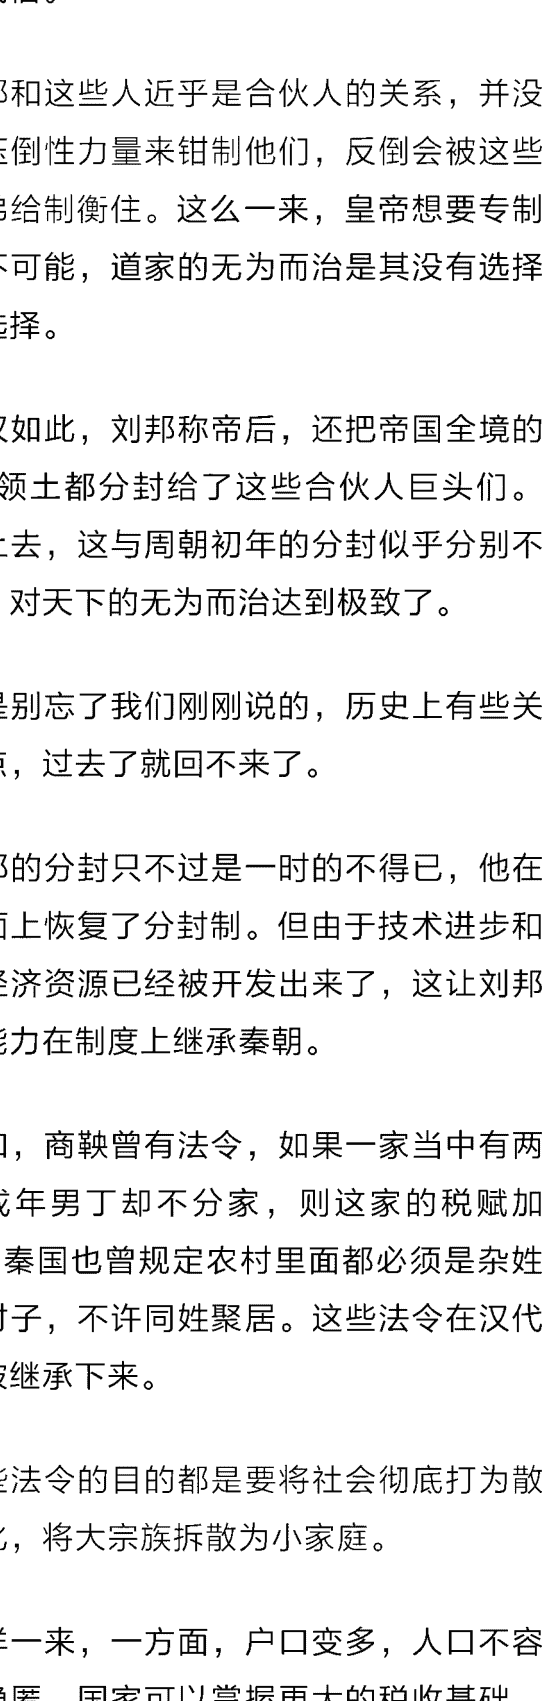 和这些人近乎是合伙人的关系，并没
倒性力量来钳制他们，反倒会被这些
给制衡住。这么一来，皇帝想要专制
不可能，道家的无为而治是其没有选择
选择。
如此，刘邦称帝后，还把帝国全境的
领土都分封给了这些合伙人巨头们。
去，这与周朝初年的分封似乎分别不
，对天下的无为而治达到极致了。
是别忘了我们刚刚说的，历史上有些关
点，过去了就回不来了。
的分封只不过是一时的不得已，他在
面上恢复了分封制。但由于技术进步和
经济资源已经被开发出来了，这让刘邦
能力在制度上继承秦朝。
，商鞅曾有法令，如果一家当中有两
成年男丁却不分家，则这家的税赋加
秦国也曾规定农村里面都必须是杂姓
村子，不许同姓聚居。这些法令在汉代
被继承下来。
些法令的目的都是要将社会彻底打为散
，将大宗族拆散为小家庭。
样一来，一方面，户口变多，人口不容
隐匿，国家可以掌握更大的税收基础，